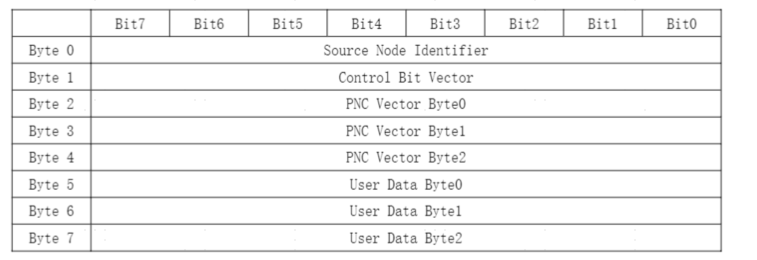 Bit7 Bit6 Bit5 Bit4 Bit3 Bit2 Bit1 Bit0
Byte 0 Source Node Identifier
Byte 1 Control Bit Vector
Byte 2 PNC Vector Byte0
Byte 3 PNC Vector Byte1
Byte 4 PNC Vector Byte2
Byte 5 User Data Byte0
Byte 6 User Data Byte1
Byte 7 User Data Byte2